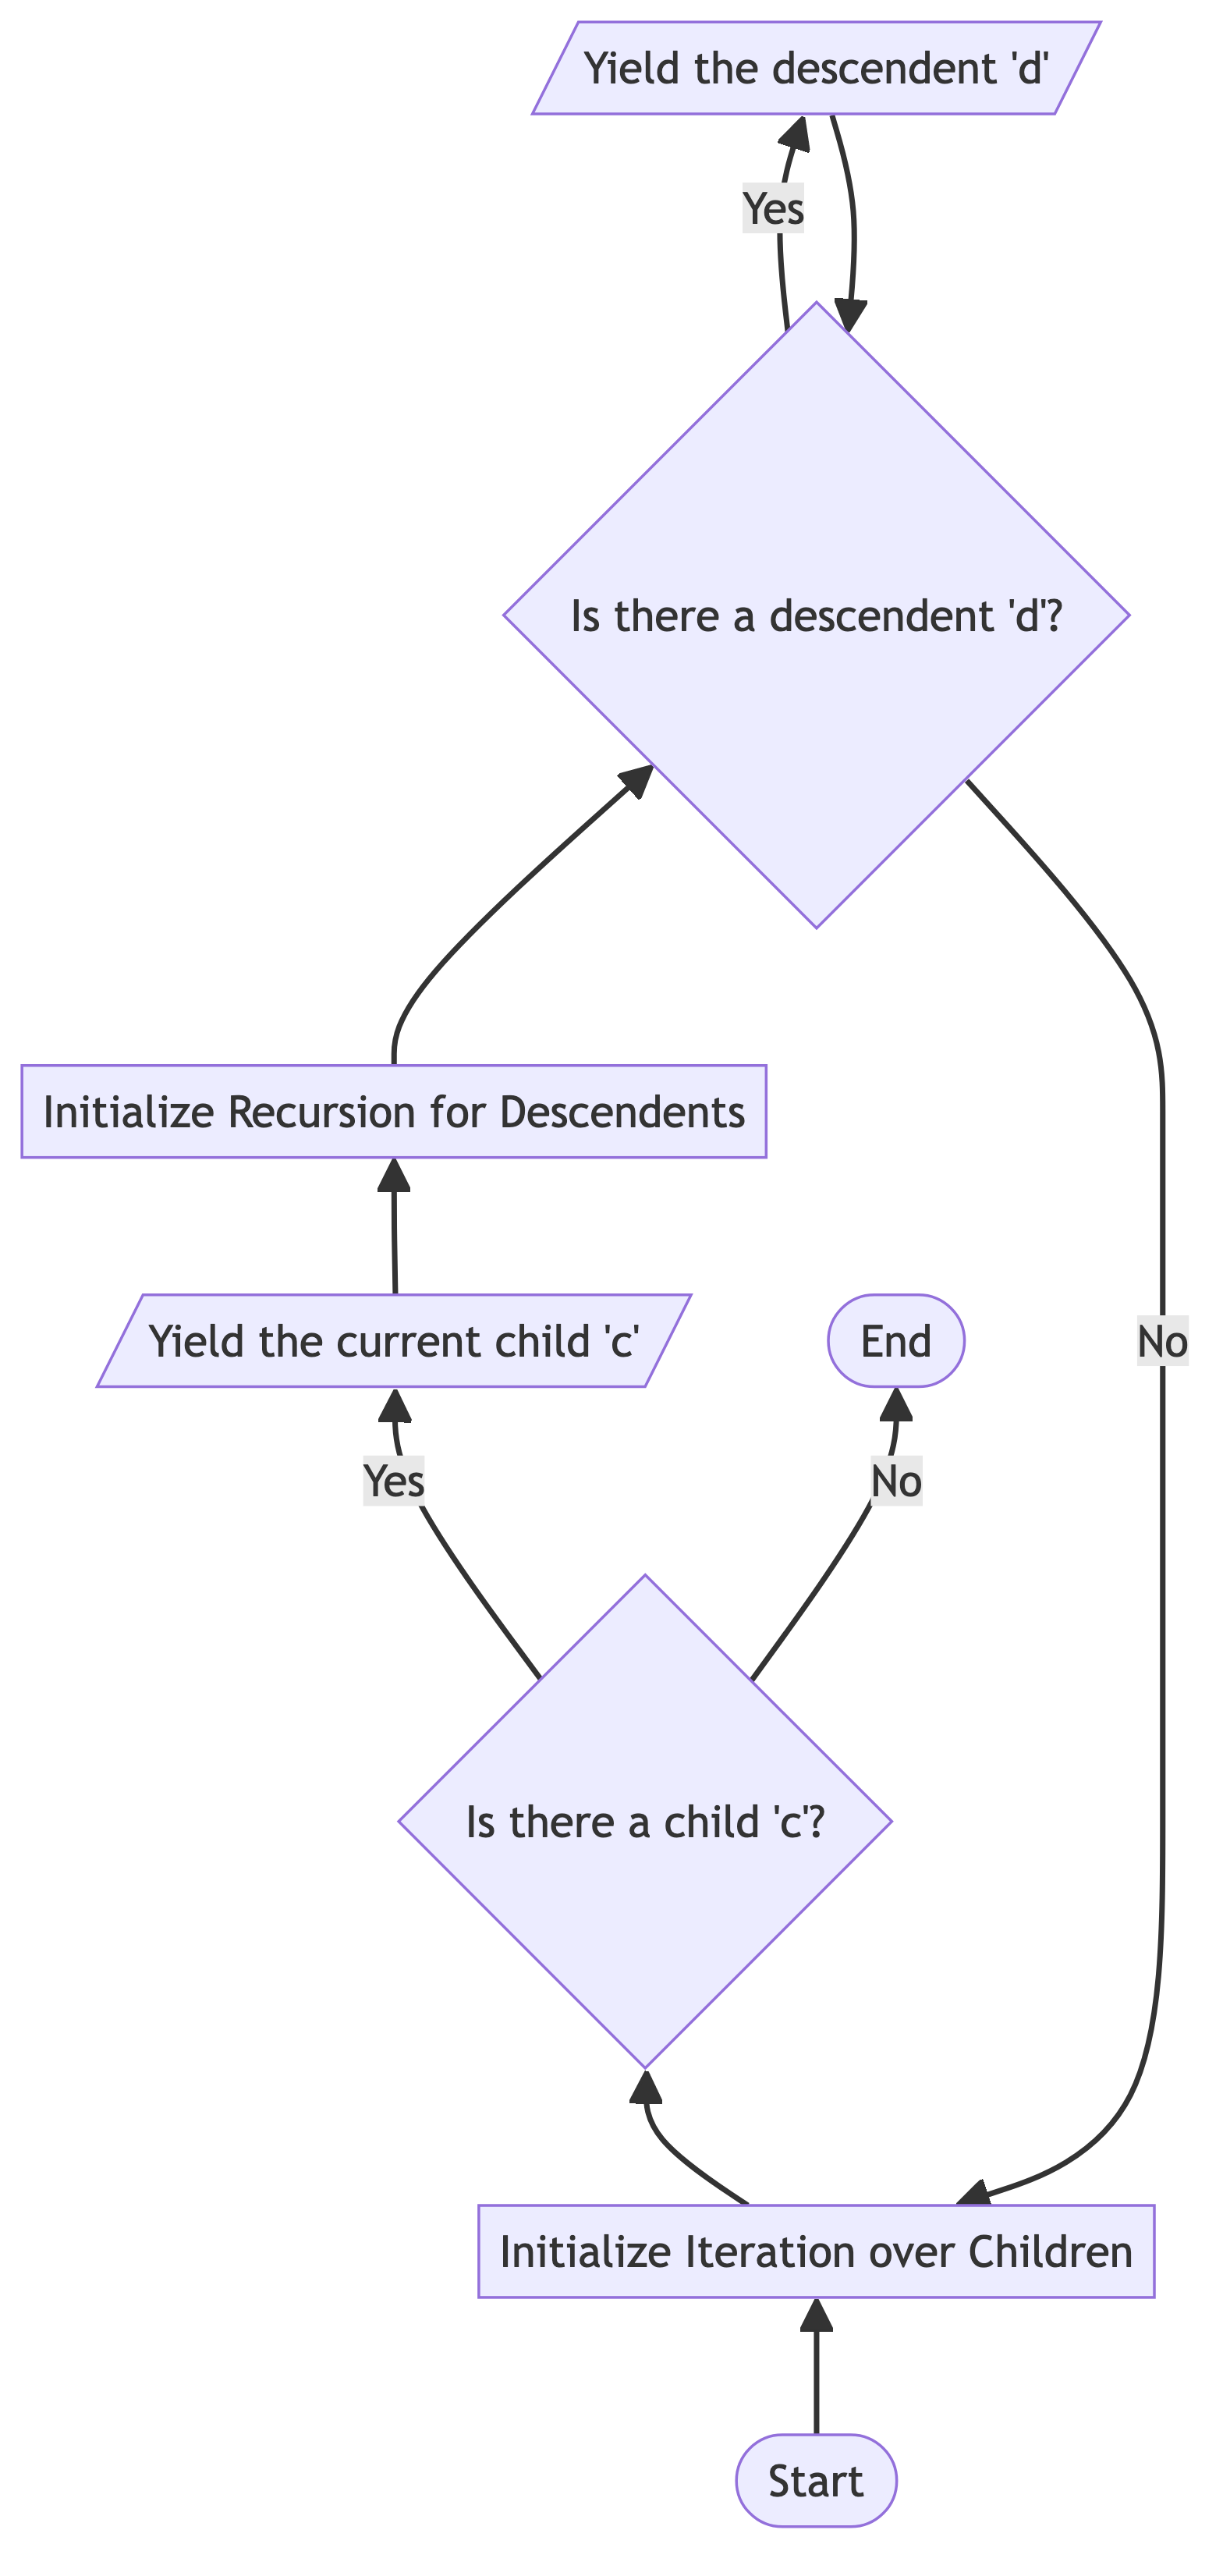 Yield the descendent 'd'
Yes
Is there a descendent 'd'?
Initialize Recursion for Descendents
Yield the current child 'c'
End
No
Yes
No
Is there a child 'c'?
Initialize Iteration over Children
Start